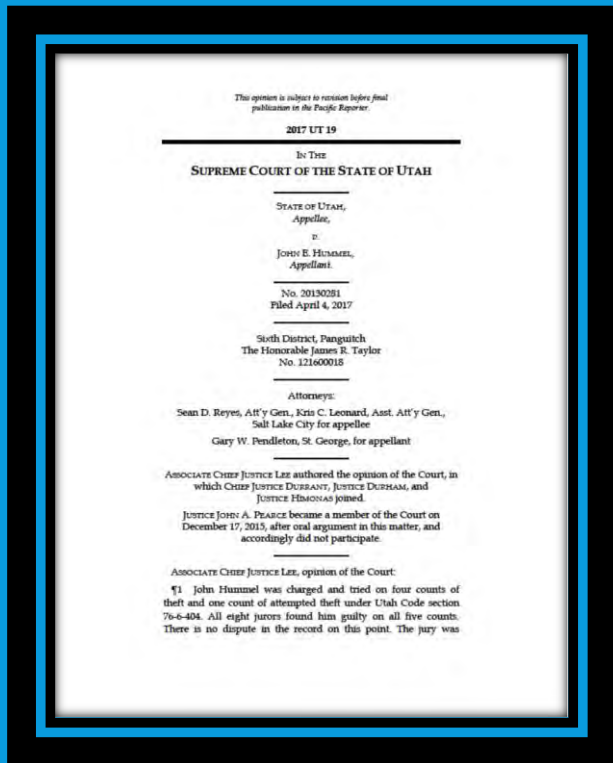 This opinion is subject to revision before final
publication in the Pacific Reporter.
2017 UT 19
IN THE
SUPREME COURT OF THE STATE OF UTAH
STATE OF UTAH,
Appellee,
v.
JOHN E. HUMMEL,
Appellant.
No. 20130281
Filed April 4, 2017
Sixth District, Panguitch
The Honorable James R. Taylor
No. 121600018
Attorneys:
Sean D. Reyes, Att’y Gen., Kris C. Leonard, Asst. Att’y Gen.,
Salt Lake City for appellee
Gary W. Pendleton, St. George, for appellant
ASSOCIATE CHIEF JUSTICE LEE authored the opinion of the Court, in
which CHIEF JUSTICE DURRANT, JUSTICE DURHAM, and
JUSTICE HIMONAS joined.
JUSTICE JOHN A. PEARCE became a member of the Court on
December 17, 2015, after oral argument in this matter, and
accordingly did not participate.
ASSOCIATE CHIEF JUSTICE LEE, opinion of the Court:
¶1 John Hummel was charged and tried on four counts of
theft and one count of attempted theft under Utah Code section
76-6-404. All eight jurors found him guilty on all five counts.
There is no dispute in the record on this point. The jury was